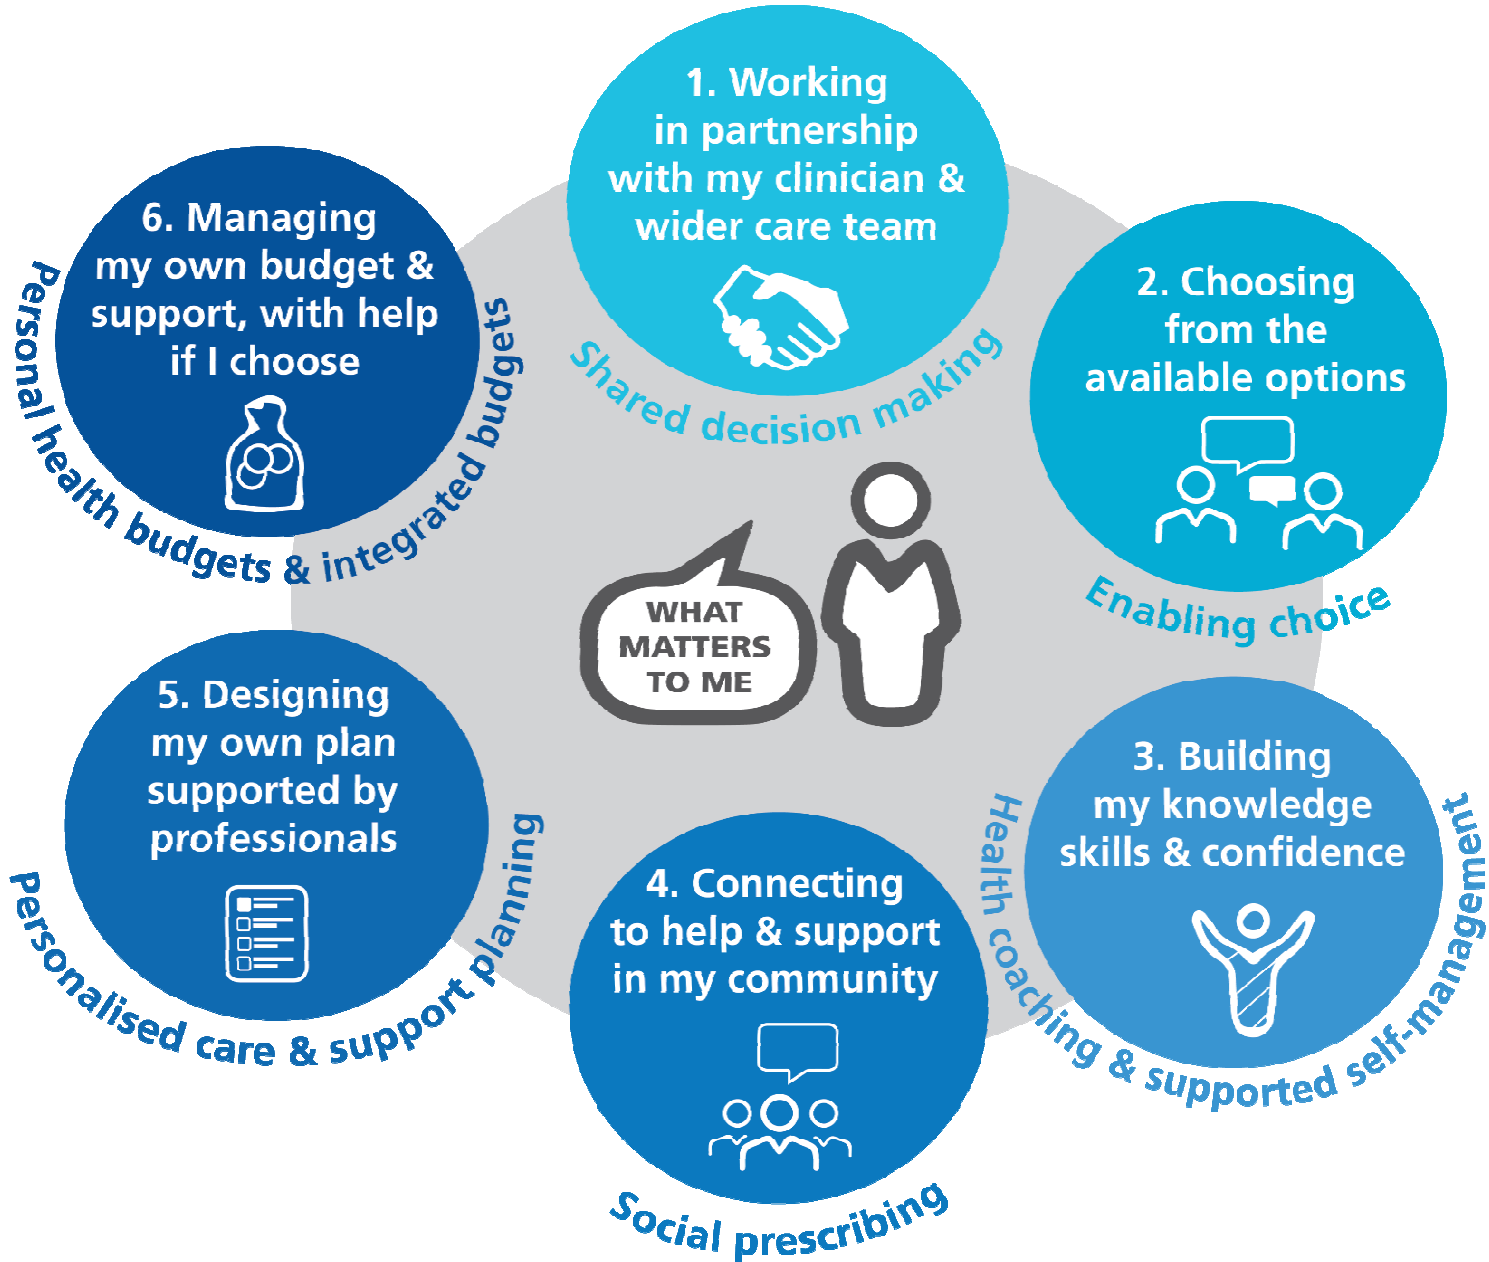 1. Working
in partnership
with my clinician &
wider care team
Shared decision making
2. Choosing
from the
available options
Enabling choice
3. Building
my knowledge
skills & confidence
Health coaching & supported self-management
4. Connecting
to help & support
in my community
Social prescribing
5. Designing
my own plan
supported by
professionals
Personalised care & support planning
6. Managing
my own budget &
support, with help
if I choose
Personal health budgets & integrated budgets
WHAT
MATTERS
TO ME